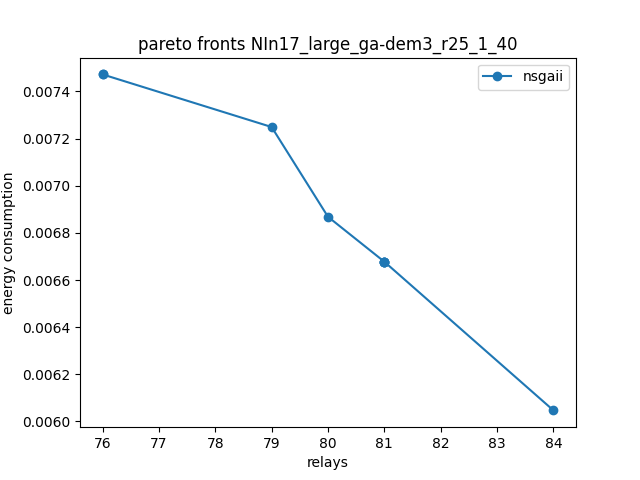 pareto fronts NIn17_large_ga-dem3_r25_1_40
nsgaii
energy consumption
0.0074
0.0072
0.0070
0.0068
0.0066
0.0064
0.0062
0.0060
76 77 78 79 80 81 82 83 84
relays